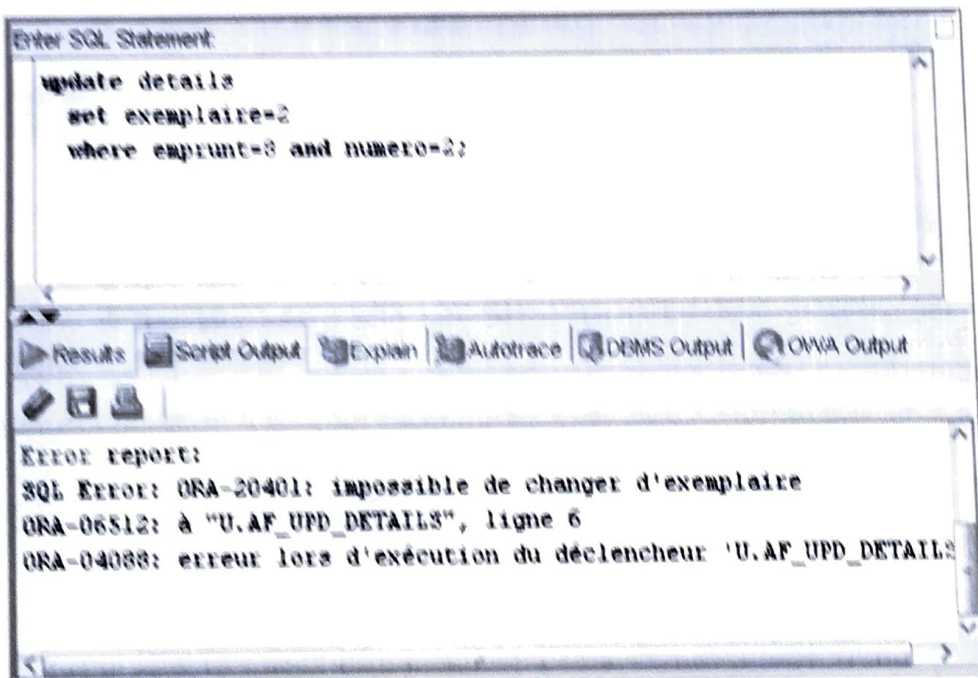 Enter SQL Statement:
update details
set exemplaire=2
where emprunt=3 and numero=2;
Results Script Output Explain Autotrace DBMS Output OWA Output
Error report:
SQL Error: ORA-20401: impossible de changer d'exemplaire
ORA-06512: à "U.AF_UPD_DETAILS", ligne 6
ORA-04088: erreur lors d'exécution du déclencheur 'U.AF_UPD_DETAILS